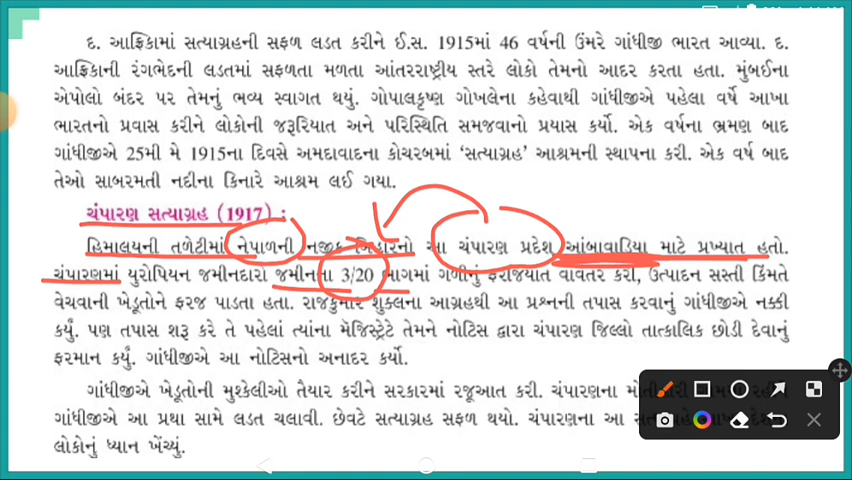 દ. આફ્રિકામાં સત્યાગ્રહની સફળ લડત કરીને ઈ.સ. 1915માં 46 વર્ષની ઉંમરે ગાંધીજી ભારત આવ્યા. દ.
આફ્રિકાની રંગભેદની લડતમાં સફળતા મળતા આંતરરાષ્ટ્રીય સ્તરે લોકો તેમનો આદર કરતા હતા. મુંબઈના
એપોલો બંદર પર તેમનું ભવ્ય સ્વાગત થયું. ગોપાલકૃષ્ણ ગોખલેના કહેવાથી ગાંધીજીએ પહેલા વર્ષે આખા
ભારતનો પ્રવાસ કરીને લોકોની જરૂરિયાત અને પરિસ્થિતિ સમજવાનો પ્રયાસ કર્યો. એક વર્ષના ભ્રમણ બાદ
ગાંધીજીએ 25મી મે 1915ના દિવસે અમદાવાદના કોચરબમાં ‘સત્યાગ્રહ’ આશ્રમની સ્થાપના કરી. એક વર્ષ બાદ
તેઓ સાબરમતી નદીના કિનારે આશ્રમ લઈ ગયા.
ચંપારણ સત્યાગ્રહ (1917) :
હિમાલયની તળેટીમાં નેપાળની નજીક બિહારનો આ ચંપારણ પ્રદેશ આંબાવાડિયા માટે પ્રખ્યાત હતો.
ચંપારણમાં યુરોપિયન જમીનદારો જમીનના 3/20 ભાગમાં ગળીનું ફરજિયાત વાવેતર કરી, ઉત્પાદન સસ્તી કિંમતે
વેચવાની ખેડૂતોને ફરજ પાડતા હતા. રાજકુમાર શુક્લના આગ્રહથી આ પ્રશ્નની તપાસ કરવાનું ગાંધીજીએ નક્કી
કર્યું. પણ તપાસ શરૂ કરે તે પહેલાં ત્યાંના મૅજિસ્ટ્રેટે તેમને નોટિસ દ્વારા ચંપારણ જિલ્લો તાત્કાલિક છોડી દેવાનું
ફરમાન કર્યું. ગાંધીજીએ આ નોટિસનો અનાદર કર્યો.
ગાંધીજીએ ખેડૂતોની મુશ્કેલીઓ તૈયાર કરીને સરકારમાં રજૂઆત કરી. ચંપારણના
ગાંધીજીએ આ પ્રથા સામે લડત ચલાવી. છેવટે સત્યાગ્રહ સફળ થયો. ચંપારણના આ
લોકોનું ધ્યાન ખેંચ્યું.